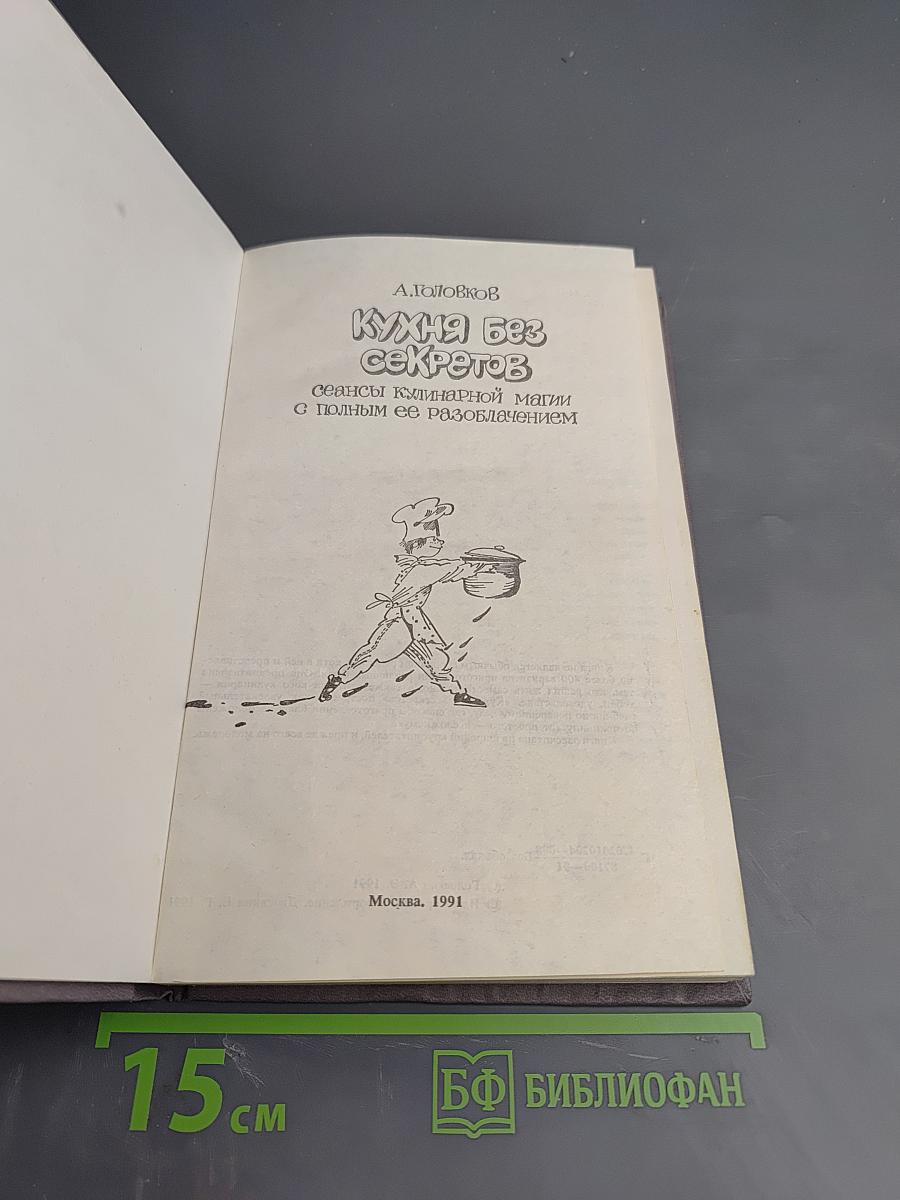 А. Головков
Кухня без
секретов
сеансы кулинарной магии
с полным ее разоблачением
Москва. 1991
15 см
БФ БИБЛИОФАН